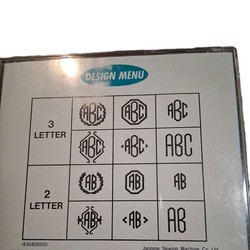 DESIGN MENU
3
LETTER
ABC ABC ABC
ABC ·ABC· ABC
2
LETTER
AB AB AB
AB <AB> AB
Janome Sewing Machine Co. Ltd.